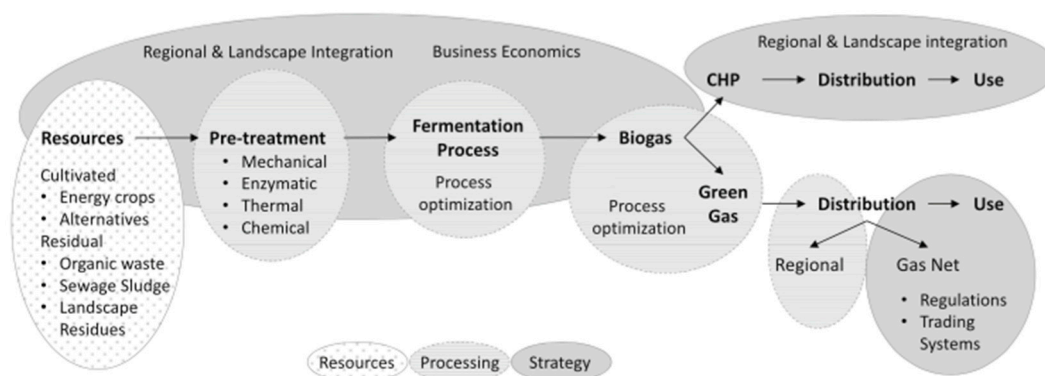 Regional & Landscape Integration
Business Economics
Regional & Landscape integration
CHP
Distribution
Use
Resources
Cultivated
• Energy crops
• Alternatives
Residual
• Organic waste
• Sewage Sludge
• Landscape
Residues
Pre-treatment
• Mechanical
• Enzymatic
• Thermal
• Chemical
Fermentation
Process
Process
optimization
Biogas
Green
Gas
Process
optimization
Distribution
Use
Regional
Gas Net
• Regulations
• Trading
Systems
Resources
Processing
Strategy